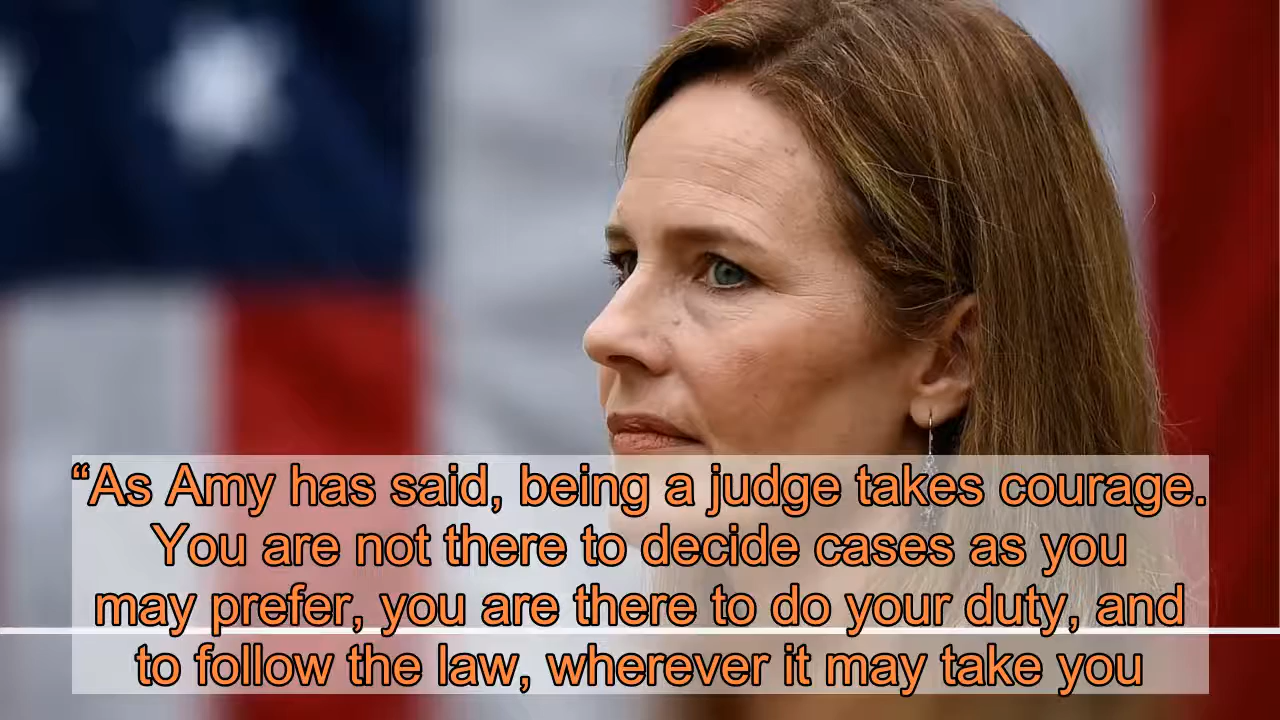 “As Amy has said, being a judge takes courage.
You are not there to decide cases as you
may prefer, you are there to do your duty, and
to follow the law, wherever it may take you